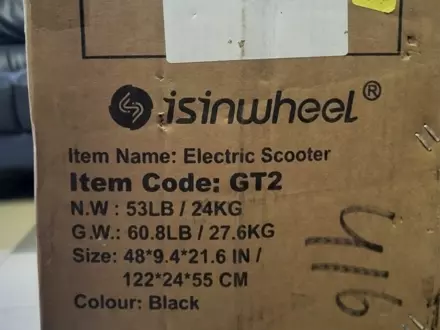 isinwheel®
Item Name: Electric Scooter
Item Code: GT2
N.W : 53LB / 24KG
G.W.: 60.8LB / 27.6KG
Size: 48*9.4*21.6 IN /
122*24*55 CM
Colour: Black